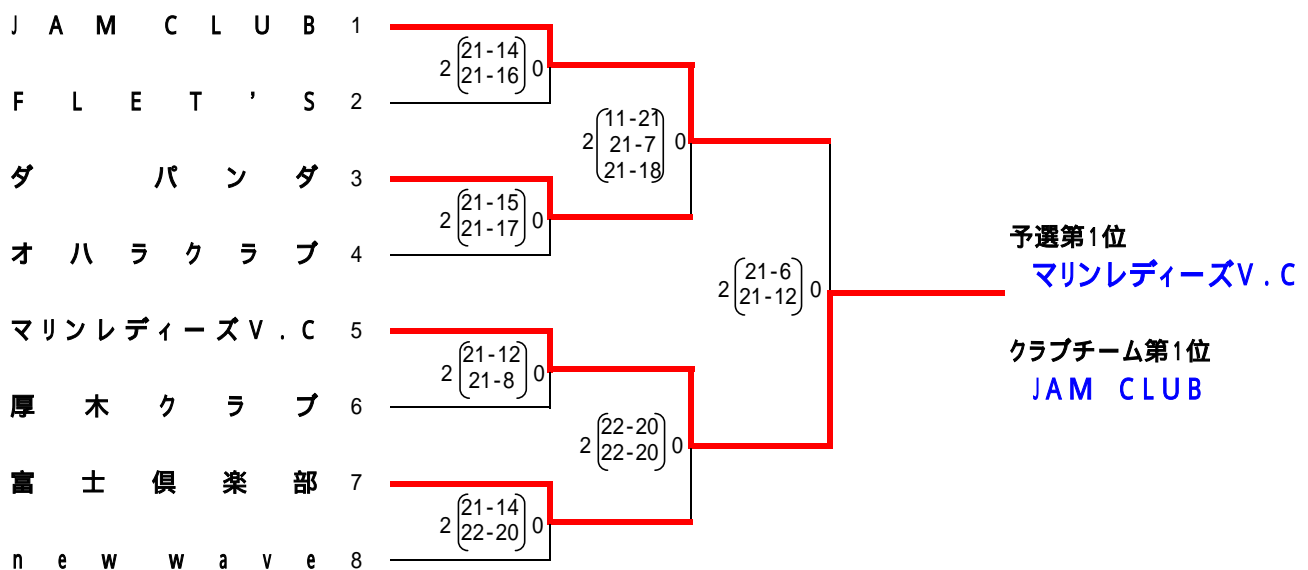 JAM CLUB 1
2 21-14 0
21-16
FLET'S 2
2 11-21 0
21-7
21-18
ダパンダ 3
2 21-15 0
21-17
オハラクラブ 4
予選第1位
マリンレディーズV.C
2 21-6 0
21-12
マリンレディーズV.C 5
クラブチーム第1位
JAM CLUB
2 21-12 0
21-8
厚木クラブ 6
2 22-20 0
22-20
富士倶楽部 7
2 21-14 0
22-20
new wave 8